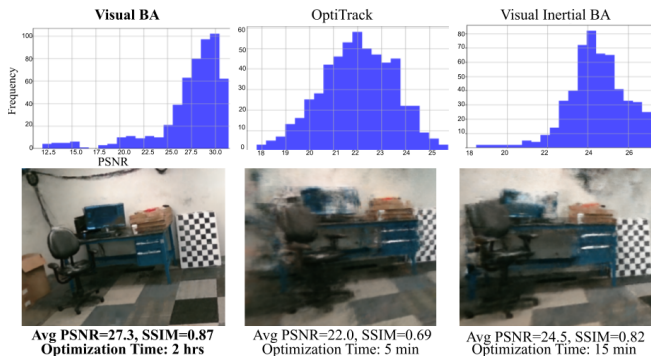 Visual BA
OptiTrack
Visual Inertial BA
Frequency
100
80
60
40
20
0
12.5 15.0 17.5 20.0 22.5 25.0 27.5 30.0
PSNR
60
50
40
30
20
10
0
18 19 20 21 22 23 24 25
80
60
40
20
0
18 20 22 24 26
Avg PSNR=27.3, SSIM=0.87
Optimization Time: 2 hrs
Avg PSNR=22.0, SSIM=0.69
Optimization Time: 5 min
Avg PSNR=24.5, SSIM=0.82
Optimization Time: 15 min